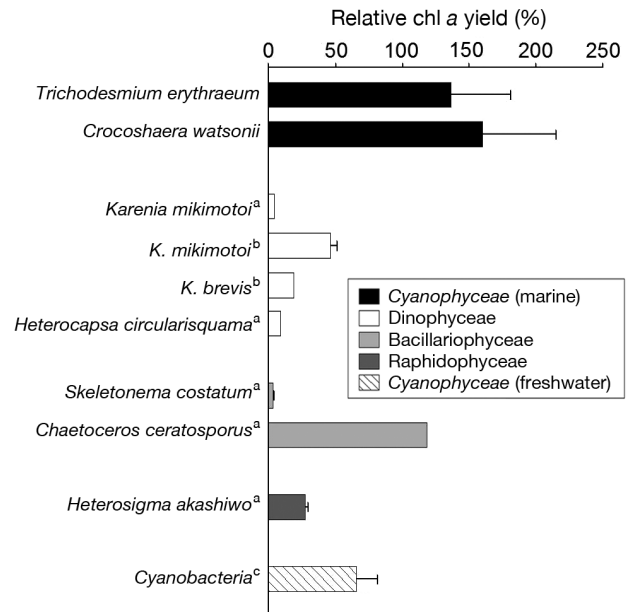 Relative chl a yield (%)
0 50 100 150 200 250
Trichodesmium erythraeum
Crocoshaera watsonii
Karenia mikimotoi^a
K. mikimotoi^b
K. brevis^b
Heterocapsa circularisquama^a
Cyanophyceae (marine)
Dinophyceae
Bacillariophyceae
Raphidophyceae
Cyanophyceae (freshwater)
Skeletonema costatum^a
Chaetoceros ceratosporus^a
Heterosigma akashiwo^a
Cyanobacteria^c